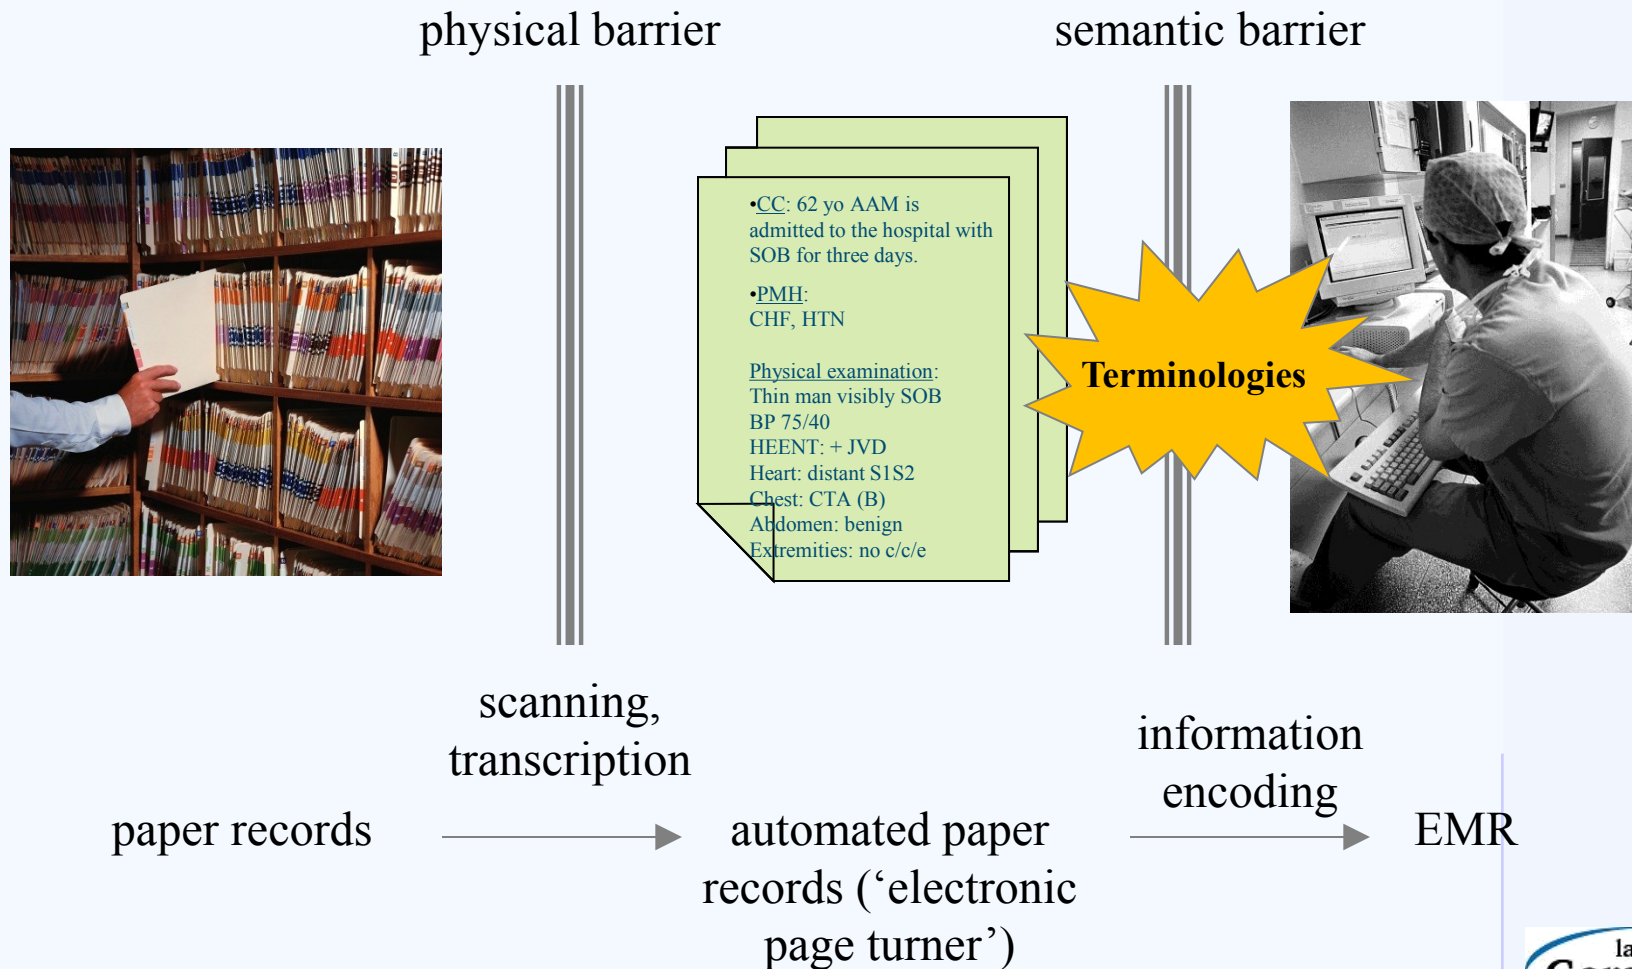 physical barrier
semantic barrier
•CC: 62 yo AAM is
admitted to the hospital with
SOB for three days.
•PMH:
CHF, HTN
Physical examination:
Thin man visibly SOB
BP 75/40
HEENT: + JVD
Heart: distant S1S2
Chest: CTA (B)
Abdomen: benign
Extremities: no c/c/e
Terminologies
scanning,
transcription
information
encoding
paper records
automated paper
records (‘electronic
page turner’)
EMR
la